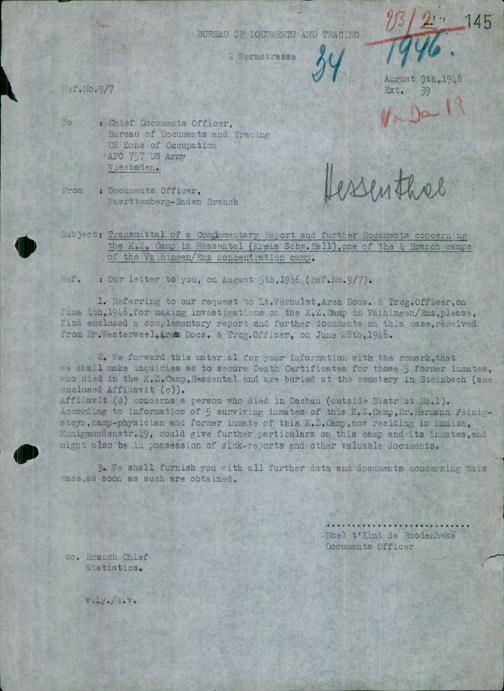 253/2
145
BUREAU OF DOCUMENTS AND TRACING
34
1946.
August 9th,1946
Ref.No.9/7
Ext. 39
To : Chief Documents Officer,
Bureau of Documents and Tracing
US Zone of Occupation
APO 757 US Army
Wiesbaden.
Hessenthal
From : Documents Officer,
Wuerttemberg-Baden Branch
Subject: Transmittal of a Complementary Report and further Documents concerning
the K.Z. Camp in Hessental (Kreis Schw.Hall),one of the 4 Branch camps
of the Vaihingen/Enz concentration camp.
Ref. : Our letter to you, on August 5th,1946 (Ref.No.9/7).
1. Referring to our request to Lt.Verhulst,Area Docs. & Trcg.Officer,on
June 4th,1946,for making investigations on the K.Z.Camp in Vaihingen/Enz,please,
find enclosed a complementary report and further documents on this case,received
from Mr.Westerweel,Area Docs. & Trcg.Officer, on June 28th,1946.
2. We forward this material for your information with the remark,that
we shall make inquiries as to secure Death Certificates for those 3 former inmates,
who died in the K.Z.Camp,Hessental and are buried at the cemetery in Steinbach (see
enclosed Affidavit (c)).
Affidavit (d) concerns a person who died in Dachau (outside District No.1).
According to information of 5 surviving inmates of this K.Z.Camp,Dr.Hermann Feinig-
steyn,camp-physician and former inmate of this K.Z.Camp,now residing in Munich,
49, could give further particulars on this camp and its inmates,and
might also be in possession of sick-reports and other valuable documents.
3. We shall furnish you with all further data and documents concerning this
case,as soon as such are obtained.
Noel t'Kint de Roodenbeke
Documents Officer
cc. Branch Chief
Statistics.